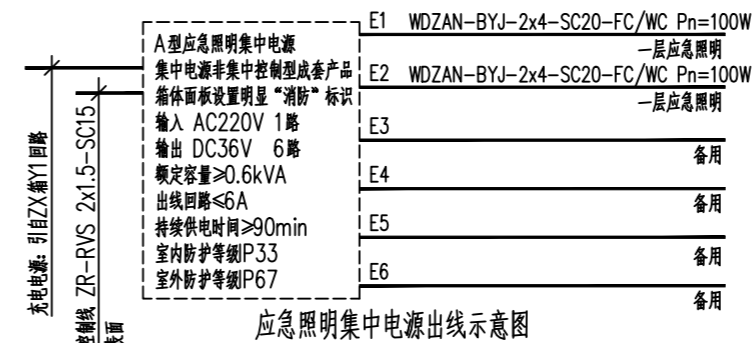 E1 WDZAN-BYJ-2x4-SC20-FC/WC Pn=100W
一层应急照明
E2 WDZAN-BYJ-2x4-SC20-FC/WC Pn=100W
一层应急照明
E3
备用
E4
备用
E5
备用
E6
备用
A型应急照明集中电源
集中电源非集中控制型成套产品
箱体面板设置明显“消防”标识
输入 AC220V 1路
输出 DC36V 6路
额定容量≥0.6kVA
出线回路≤6A
持续供电时间≥90min
室内防护等级IP33
室外防护等级IP67
充电电源：引自ZX箱Y1回路
控制线 ZR-RVS 2x1.5-SC15
表面
应急照明集中电源出线示意图